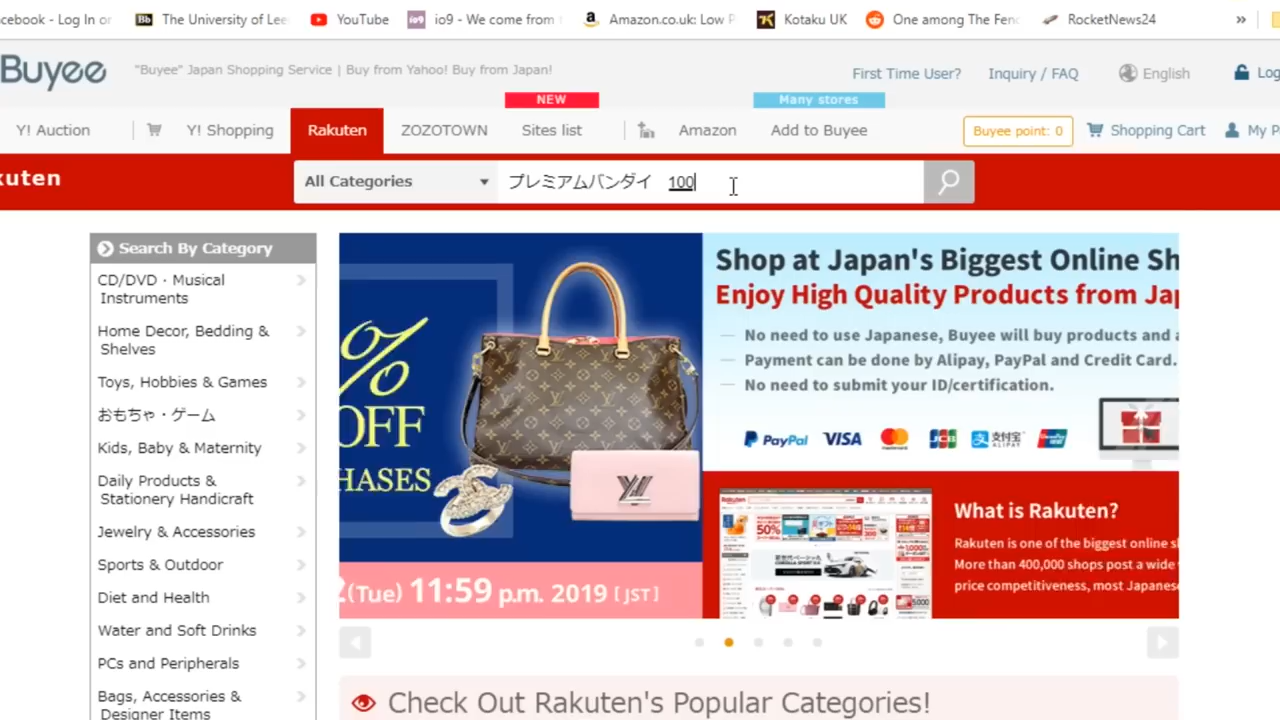 cebook - Log In or
Bb The University of Lee
YouTube
io9 - We come from
Amazon.co.uk: Low P
Kotaku UK
One among The Fenc
RocketNews24
»
Buyee
"Buyee" Japan Shopping Service | Buy from Yahoo! Buy from Japan!
First Time User?
Inquiry / FAQ
English
Log
NEW
Many stores
Y! Auction
Y! Shopping
Rakuten
ZOZOTOWN
Sites list
Amazon
Add to Buyee
Buyee point: 0
Shopping Cart
My P
kuten
All Categories
プレミアムバンダイ 100
Search By Category
CD/DVD・Musical
Instruments
Home Decor, Bedding &
Shelves
Toys, Hobbies & Games
おもちゃ・ゲーム
Kids, Baby & Maternity
Daily Products &
Stationery Handicraft
Jewelry & Accessories
Sports & Outdoor
Diet and Health
Water and Soft Drinks
PCs and Peripherals
Bags, Accessories &
Designer Items
%
OFF
HASES
2(Tue) 11:59 p.m. 2019 [JST]
Shop at Japan's Biggest Online Sh
Enjoy High Quality Products from Jap
No need to use Japanese, Buyee will buy products and a
Payment can be done by Alipay, PayPal and Credit Card.
No need to submit your ID/certification.
PayPal VISA MasterCard JCB 支付宝 ALIPAY UnionPay
What is Rakuten?
Rakuten is one of the biggest online s
More than 400,000 shops post a wide
price competitiveness, most Japanese
Check Out Rakuten's Popular Categories!